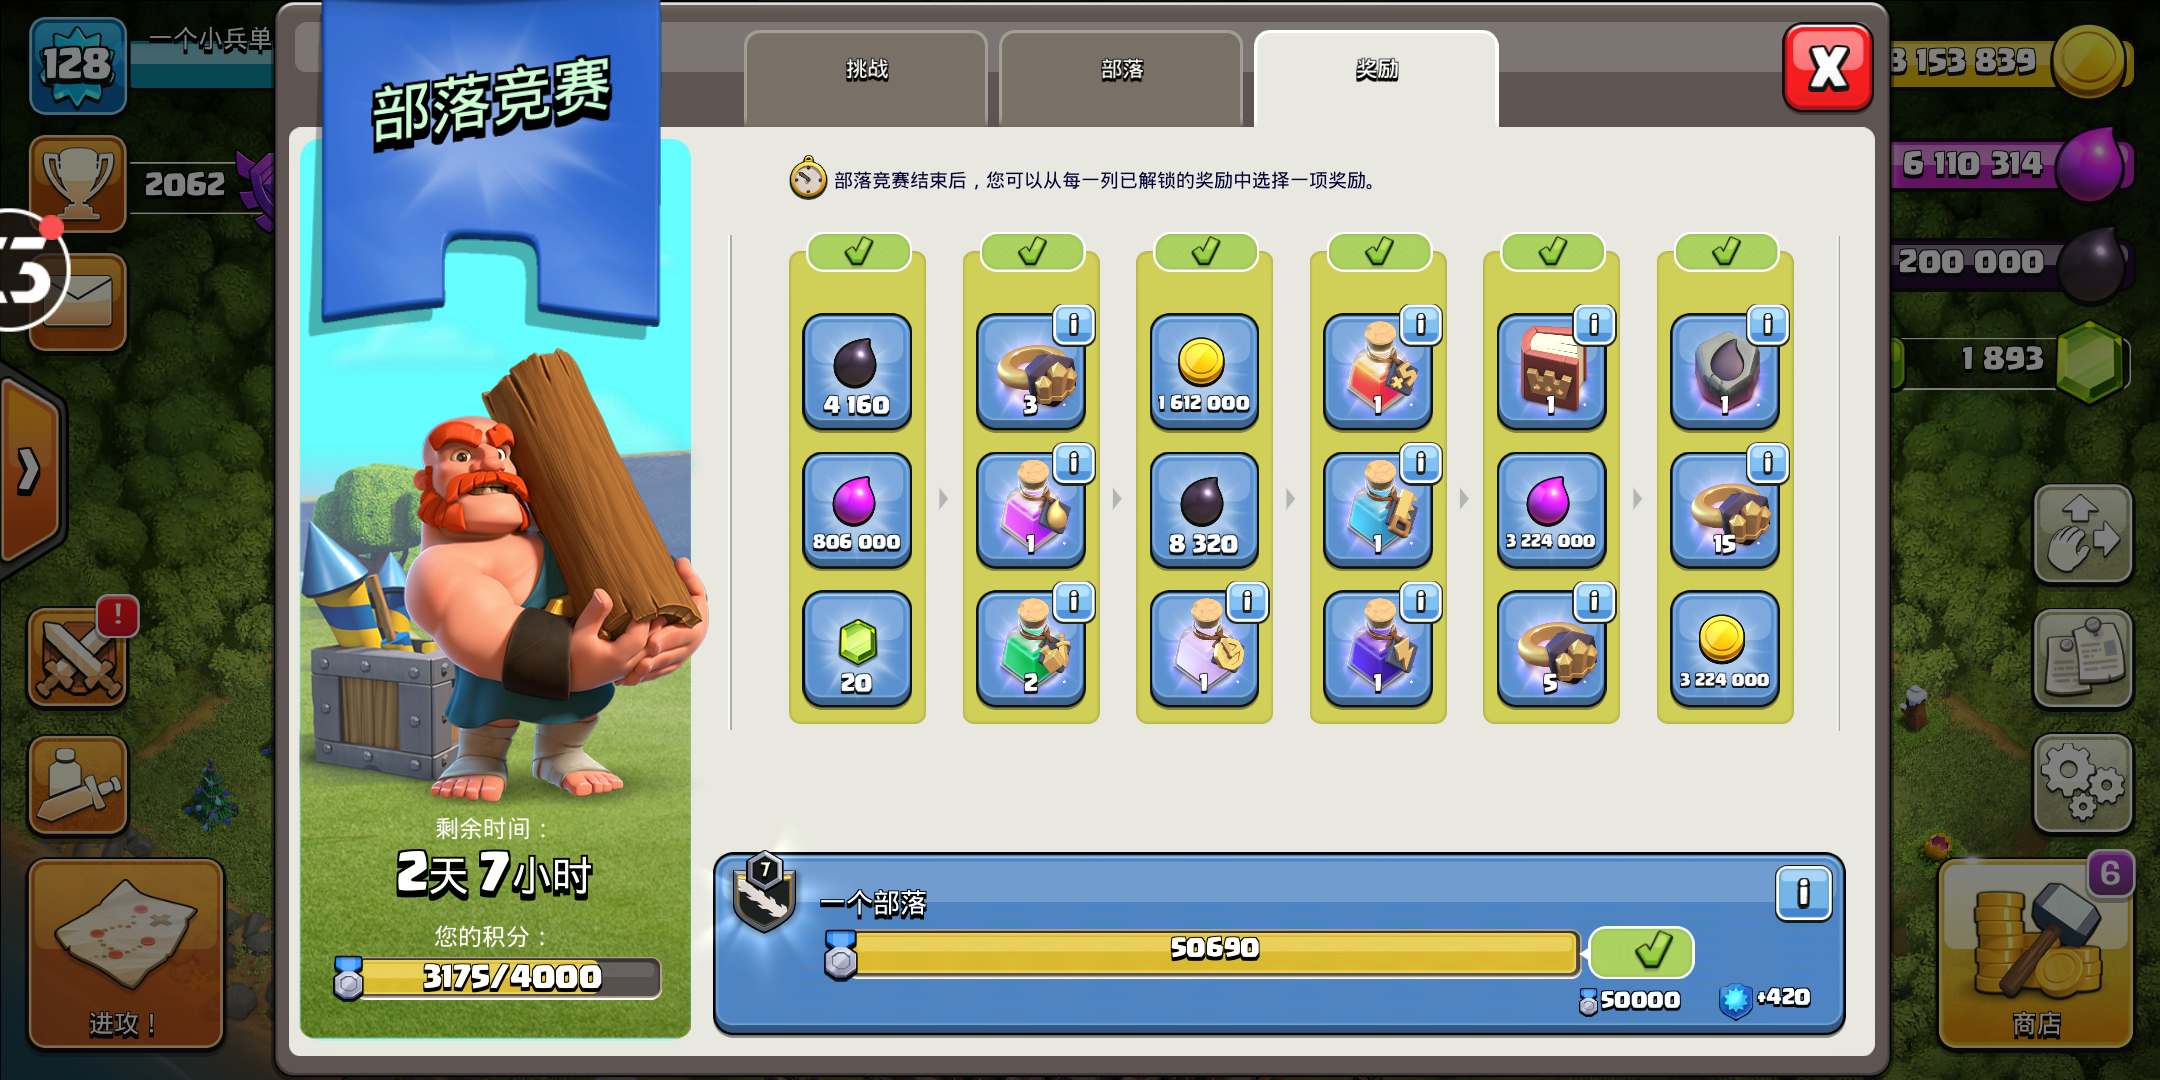 128
一个小兵单
2062
部落竞赛
挑战
部落
奖励
X
3 153 839
6 110 314
200 000
1 893
部落竞赛结束后，您可以从每一列已解锁的奖励中选择一项奖励。
4 160
3
1 612 000
1
1
1
806 000
1
8 320
1
3 224 000
15
20
2
1
1
5
3 224 000
剩余时间：
2天 7小时
您的积分：
3175/4000
7
一个部落
50690
50000
+420
进攻！
6
商店